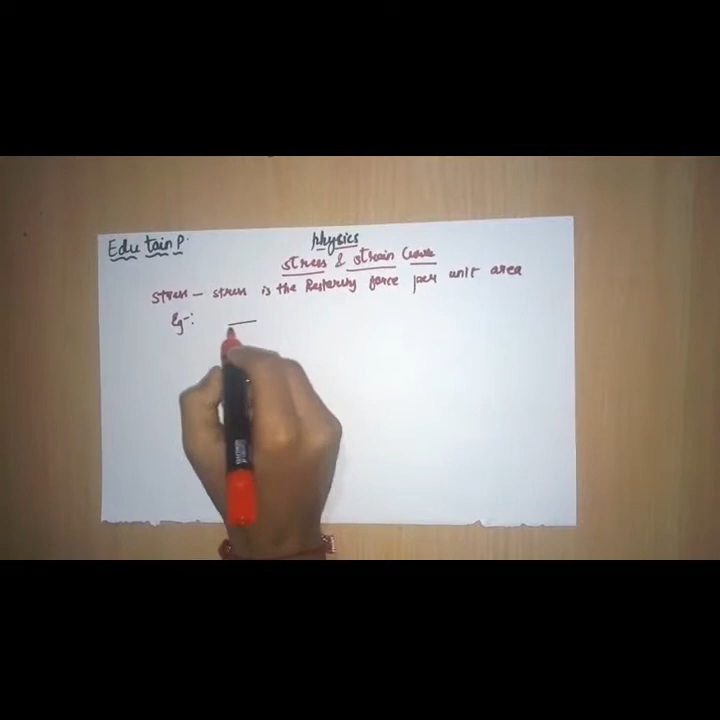 Edu tain P.
Physics
stress & strain Curve
stress - stress is the Restoring force per unit area
Eg-: